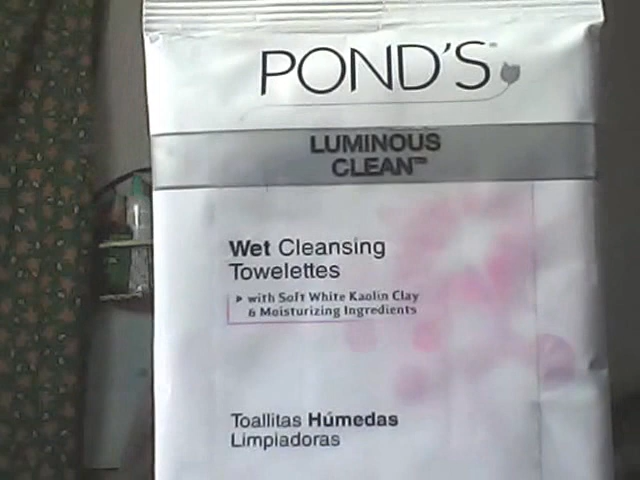 POND'S
LUMINOUS
CLEAN™
Wet Cleansing
Towelettes
with Soft White Kaolin Clay
& Moisturizing Ingredients
Toallitas Húmedas
Limpiadoras